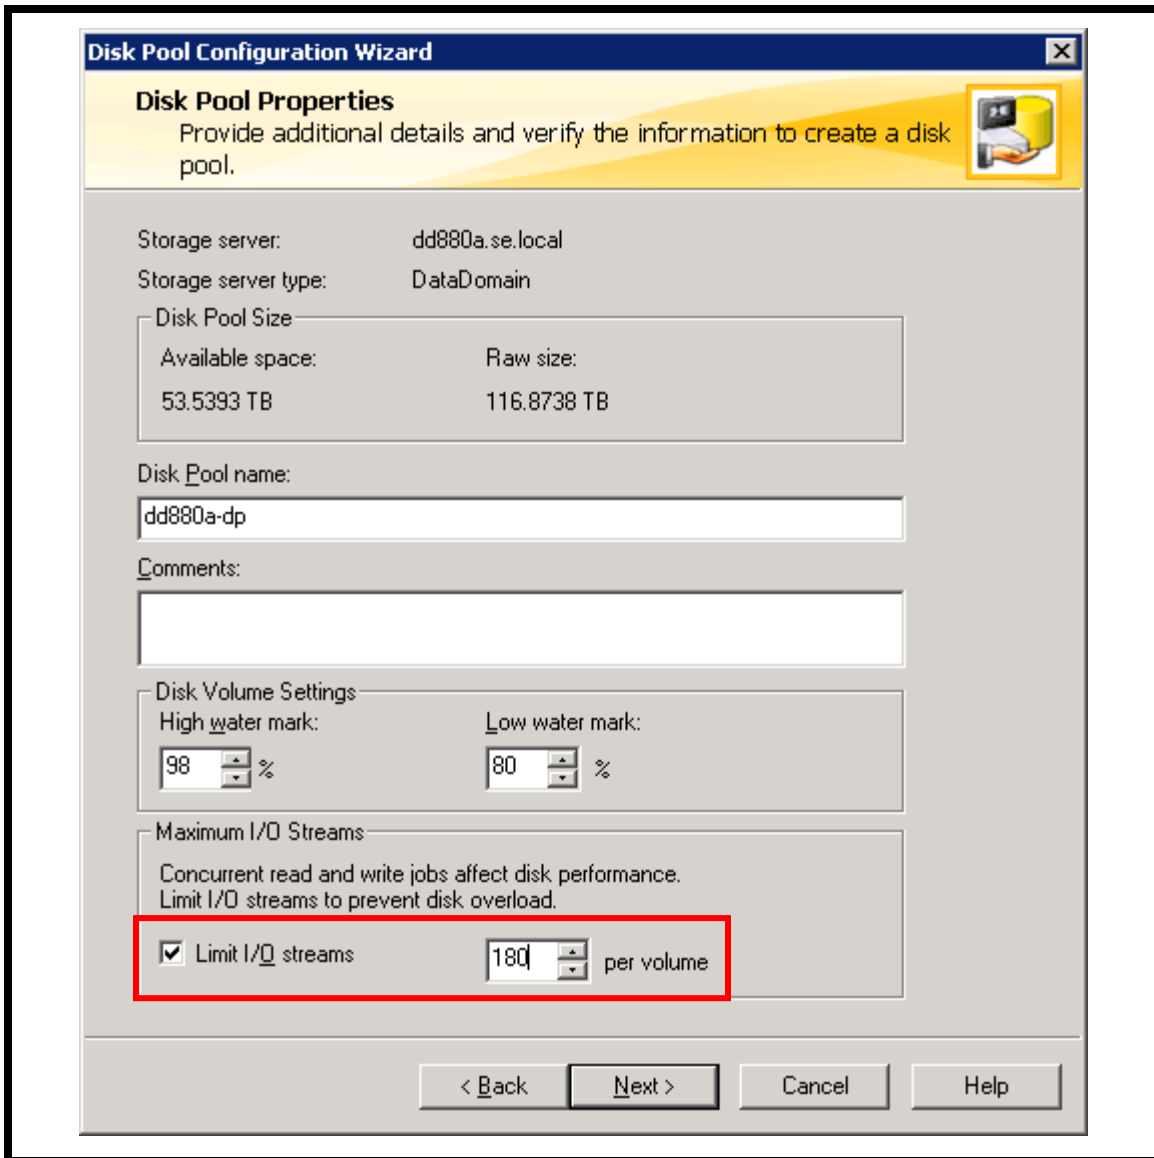 Disk Pool Configuration Wizard
Disk Pool Properties
Provide additional details and verify the information to create a disk
pool.
Storage server: dd880a.se.local
Storage server type: DataDomain
Disk Pool Size
Available space: Raw size:
53.5393 TB 116.8738 TB
Disk Pool name:
dd880a-dp
Comments:
Disk Volume Settings
High water mark: Low water mark:
98 % 80 %
Maximum I/O Streams
Concurrent read and write jobs affect disk performance.
Limit I/O streams to prevent disk overload.
Limit I/O streams 180 per volume
< Back Next > Cancel Help